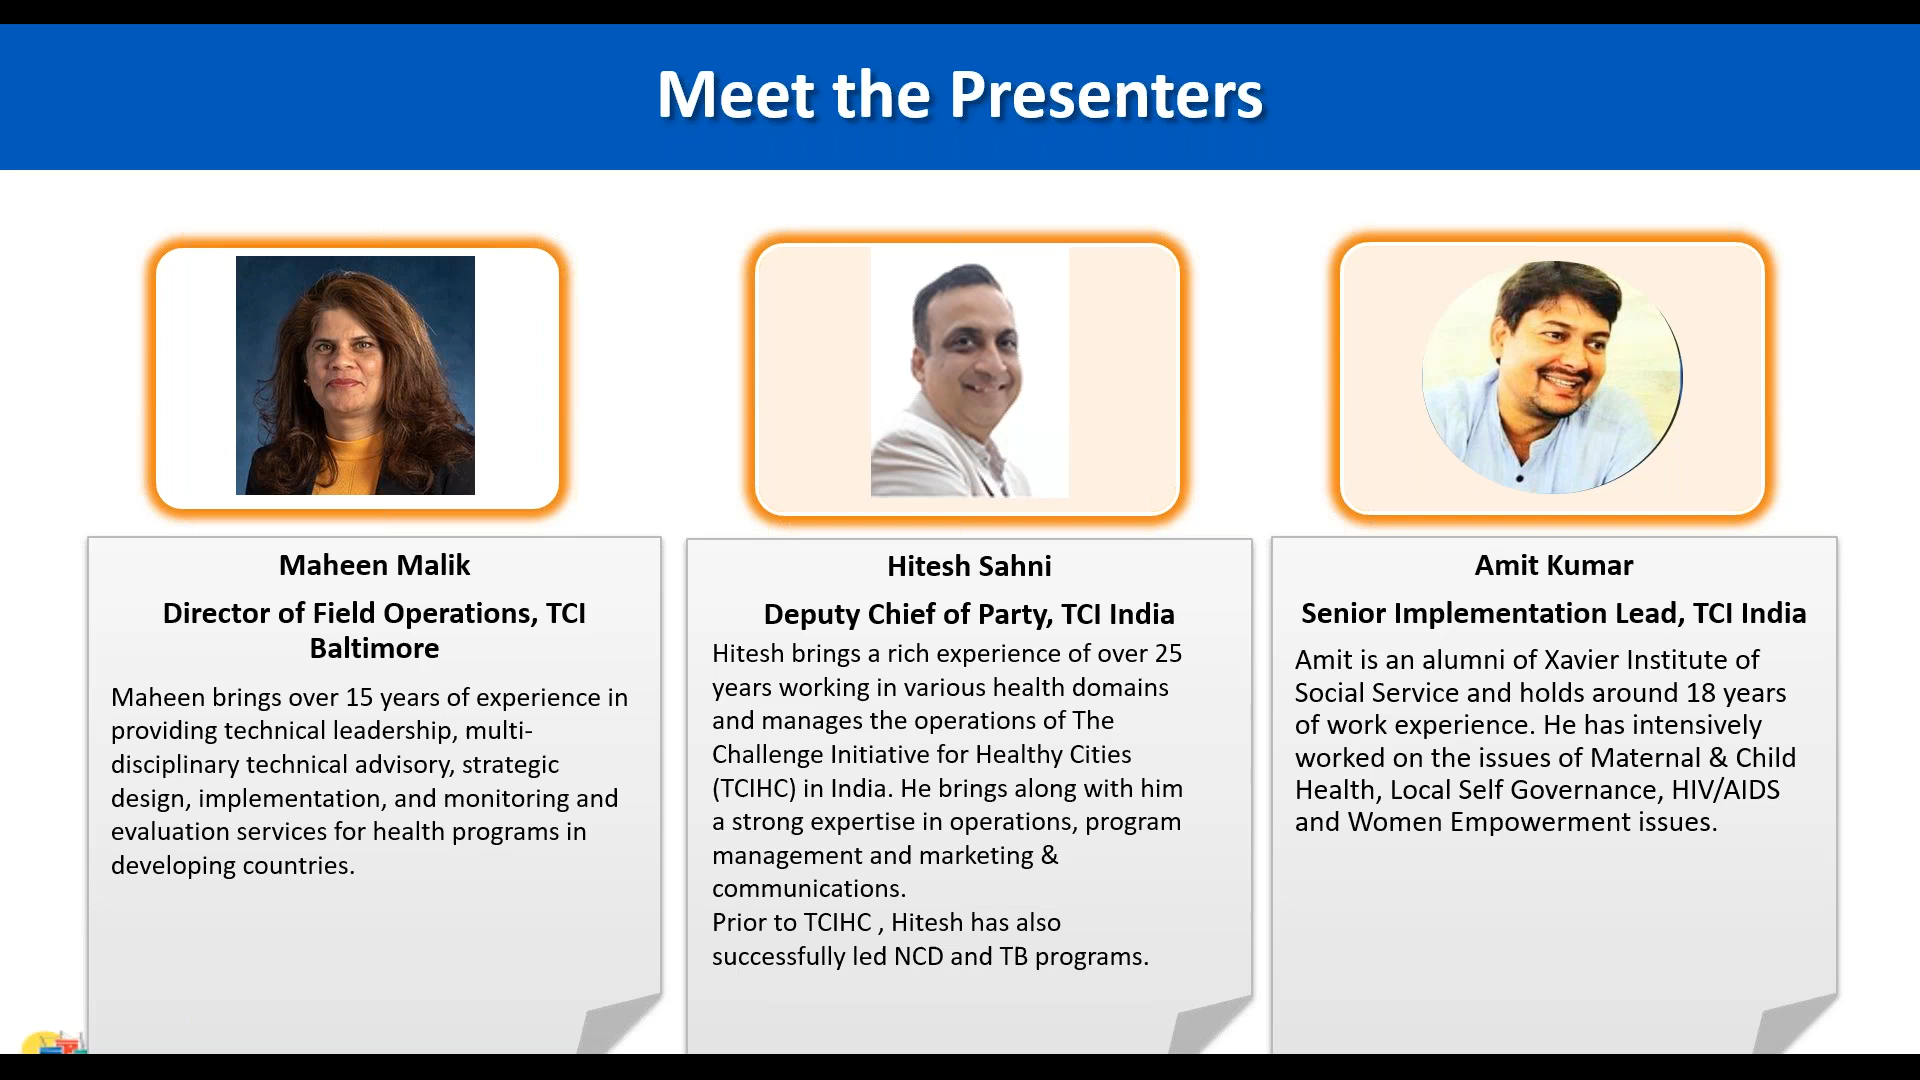 Meet the Presenters
Maheen Malik
Director of Field Operations, TCI
Baltimore
Maheen brings over 15 years of experience in
providing technical leadership, multi-
disciplinary technical advisory, strategic
design, implementation, and monitoring and
evaluation services for health programs in
developing countries.
Hitesh Sahni
Deputy Chief of Party, TCI India
Hitesh brings a rich experience of over 25
years working in various health domains
and manages the operations of The
Challenge Initiative for Healthy Cities
(TCIHC) in India. He brings along with him
a strong expertise in operations, program
management and marketing &
communications.
Prior to TCIHC , Hitesh has also
successfully led NCD and TB programs.
Amit Kumar
Senior Implementation Lead, TCI India
Amit is an alumni of Xavier Institute of
Social Service and holds around 18 years
of work experience. He has intensively
worked on the issues of Maternal & Child
Health, Local Self Governance, HIV/AIDS
and Women Empowerment issues.